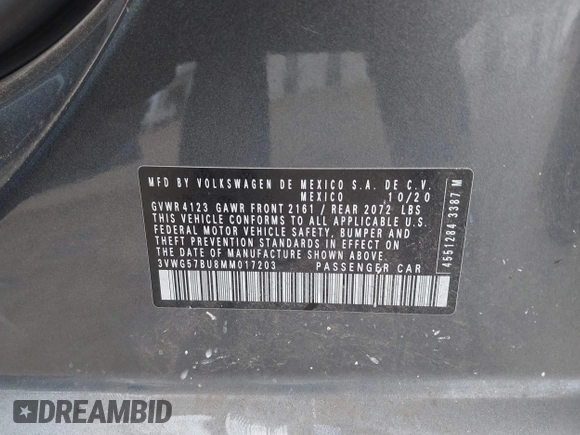 MFD BY VOLKSWAGEN DE MEXICO S.A. DE C.V.
MEXICO 10/20
GVWR 4123 GAWR FRONT 2161 / REAR 2072 LBS
THIS VEHICLE CONFORMS TO ALL APPLICABLE U.S.
FEDERAL MOTOR VEHICLE SAFETY, BUMPER AND
THEFT PREVENTION STANDARDS IN EFFECT ON
THE DATE OF MANUFACTURE SHOWN ABOVE.
3VWG57BU8MM017203 PASSENGER CAR
4551284 3387 M
DREAMBID